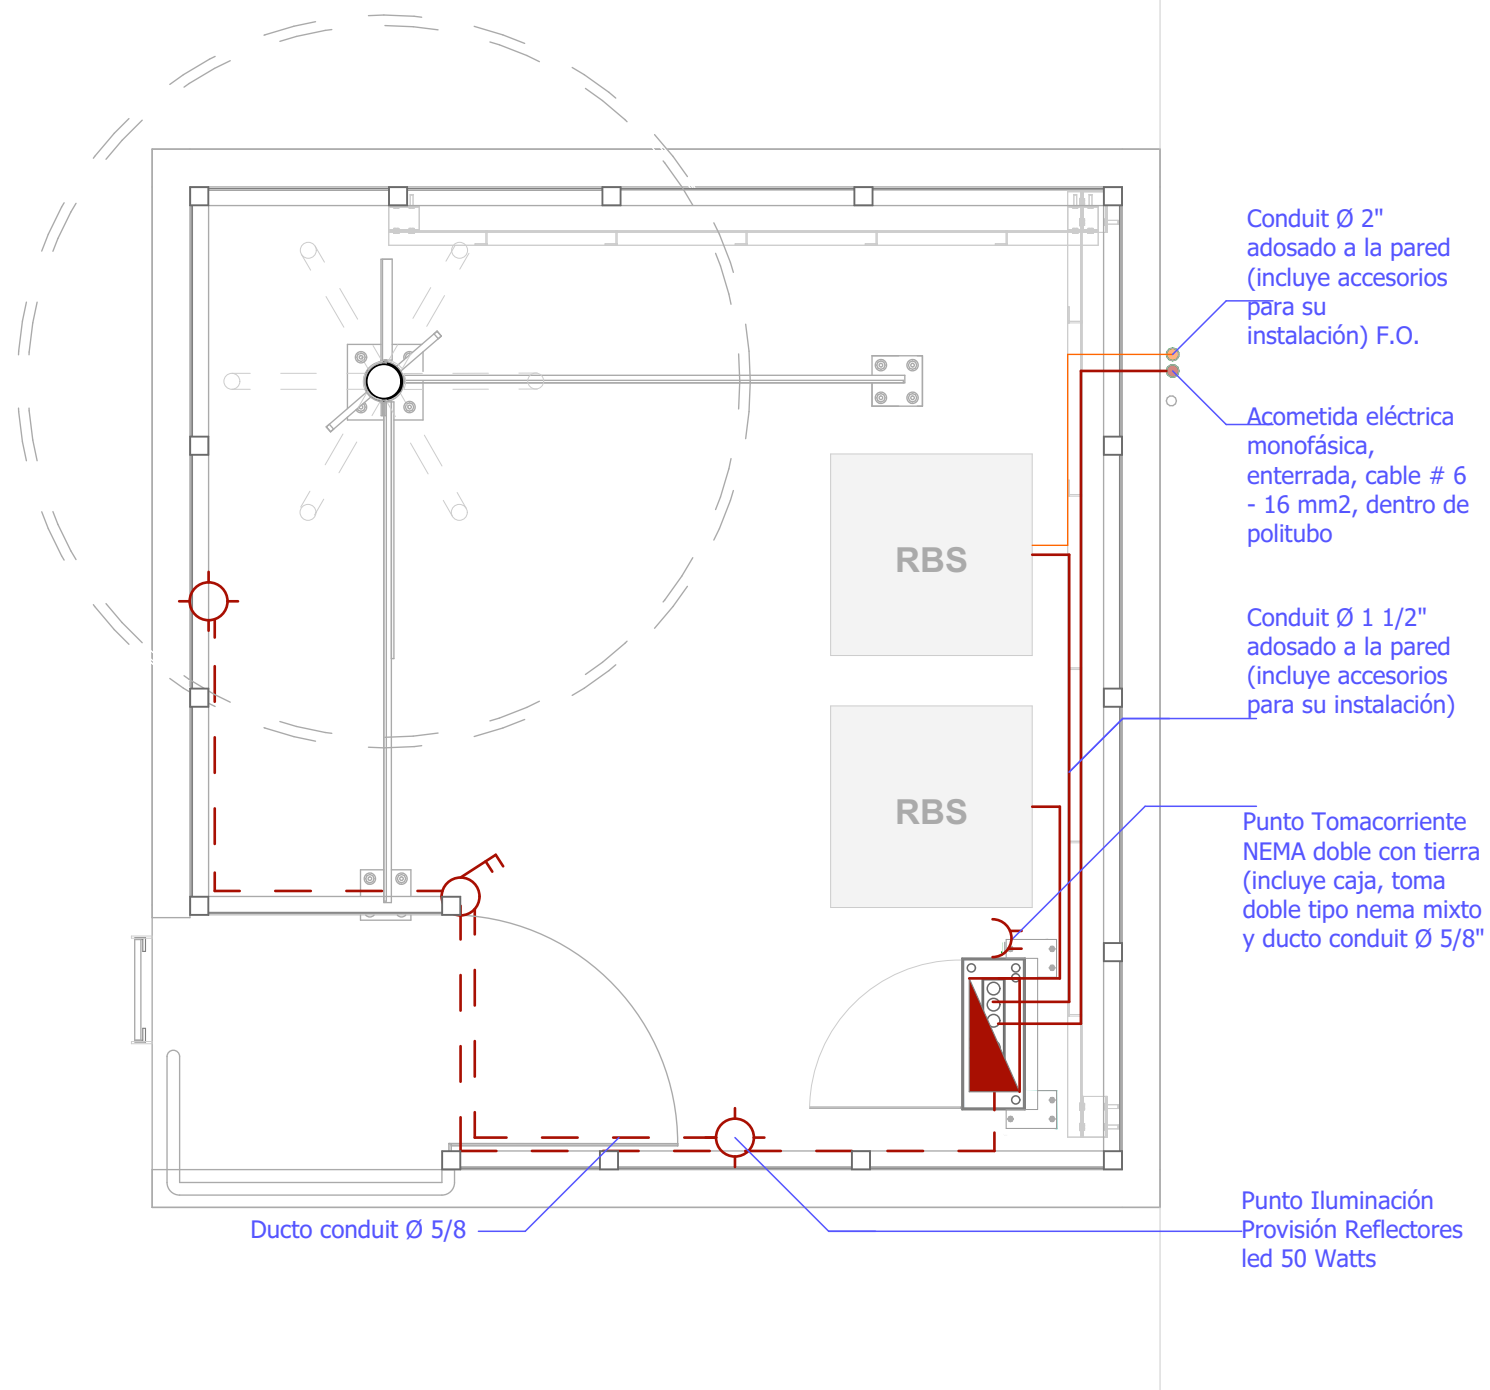 Conduit Ø 2"
adosado a la pared
(incluye accesorios
para su
instalación) F.O.
Acometida eléctrica
monofásica,
enterrada, cable # 6
- 16 mm2, dentro de
politubo
RBS
Conduit Ø 1 1/2"
adosado a la pared
(incluye accesorios
para su instalación)
RBS
Punto Tomacorriente
NEMA doble con tierra
(incluye caja, toma
doble tipo nema mixto
y ducto conduit Ø 5/8"
Ducto conduit Ø 5/8
Punto Iluminación
Provisión Reflectores
led 50 Watts